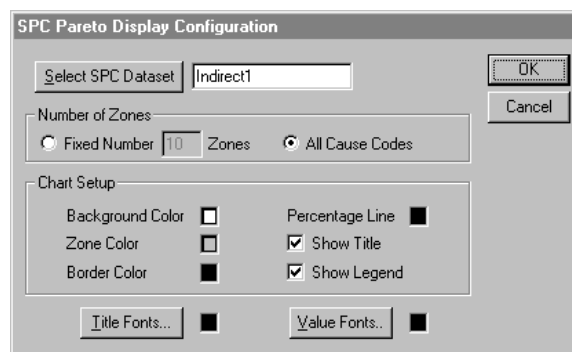 SPC Pareto Display Configuration
Select SPC Dataset Indirect1 OK
Cancel
Number of Zones
Fixed Number 10 Zones All Cause Codes
Chart Setup
Background Color Percentage Line
Zone Color Show Title
Border Color Show Legend
Title Fonts... Value Fonts..